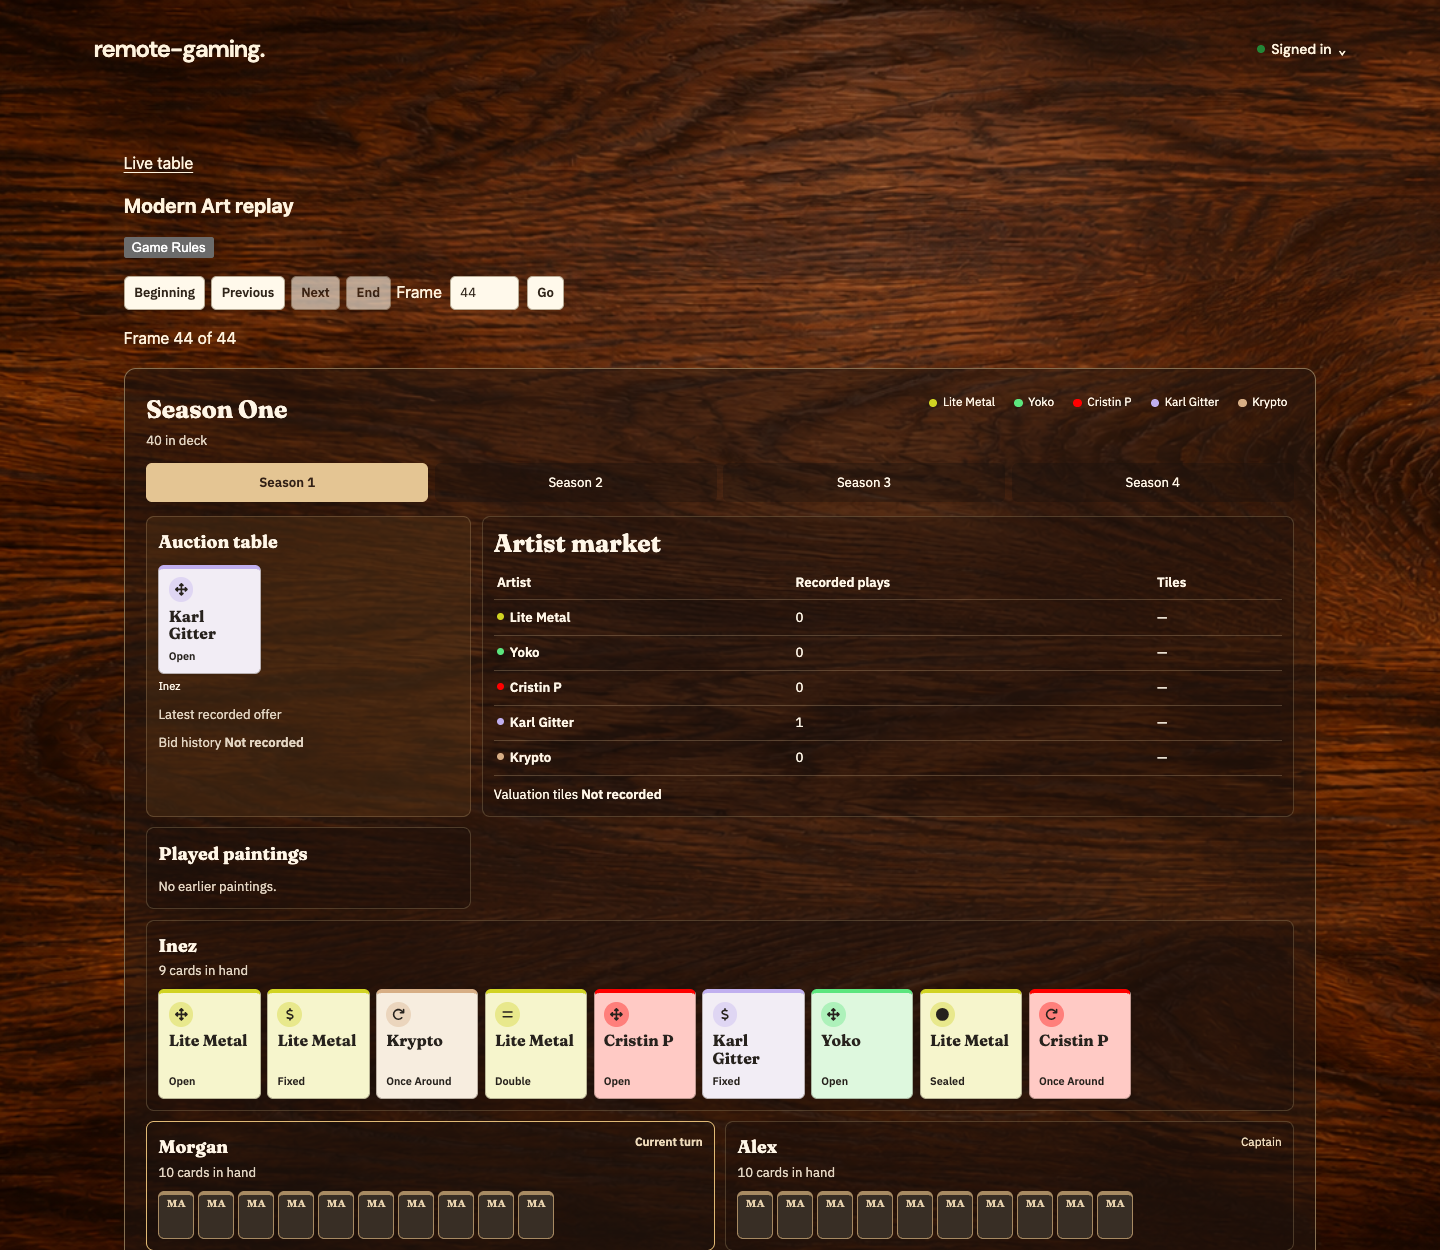 remote-gaming.
Signed in
Live table
Modern Art replay
Game Rules
Beginning Previous Next End Frame 44 Go
Frame 44 of 44
Season One
Lite Metal Yoko Cristin P Karl Gitter Krypto
40 in deck
Season 1 Season 2 Season 3 Season 4
Auction table
Karl
Gitter
Open
Inez
Latest recorded offer
Bid history Not recorded
Artist market
Artist Recorded plays Tiles
Lite Metal 0 —
Yoko 0 —
Cristin P 0 —
Karl Gitter 1 —
Krypto 0 —
Valuation tiles Not recorded
Played paintings
No earlier paintings.
Inez
9 cards in hand
Lite Metal
Open
$
Lite Metal
Fixed
Krypto
Once Around
Lite Metal
Double
Cristin P
Open
$
Karl
Gitter
Fixed
Yoko
Open
Lite Metal
Sealed
Cristin P
Once Around
Morgan
Current turn
10 cards in hand
MA MA MA MA MA MA MA MA MA MA
Alex
Captain
10 cards in hand
MA MA MA MA MA MA MA MA MA MA